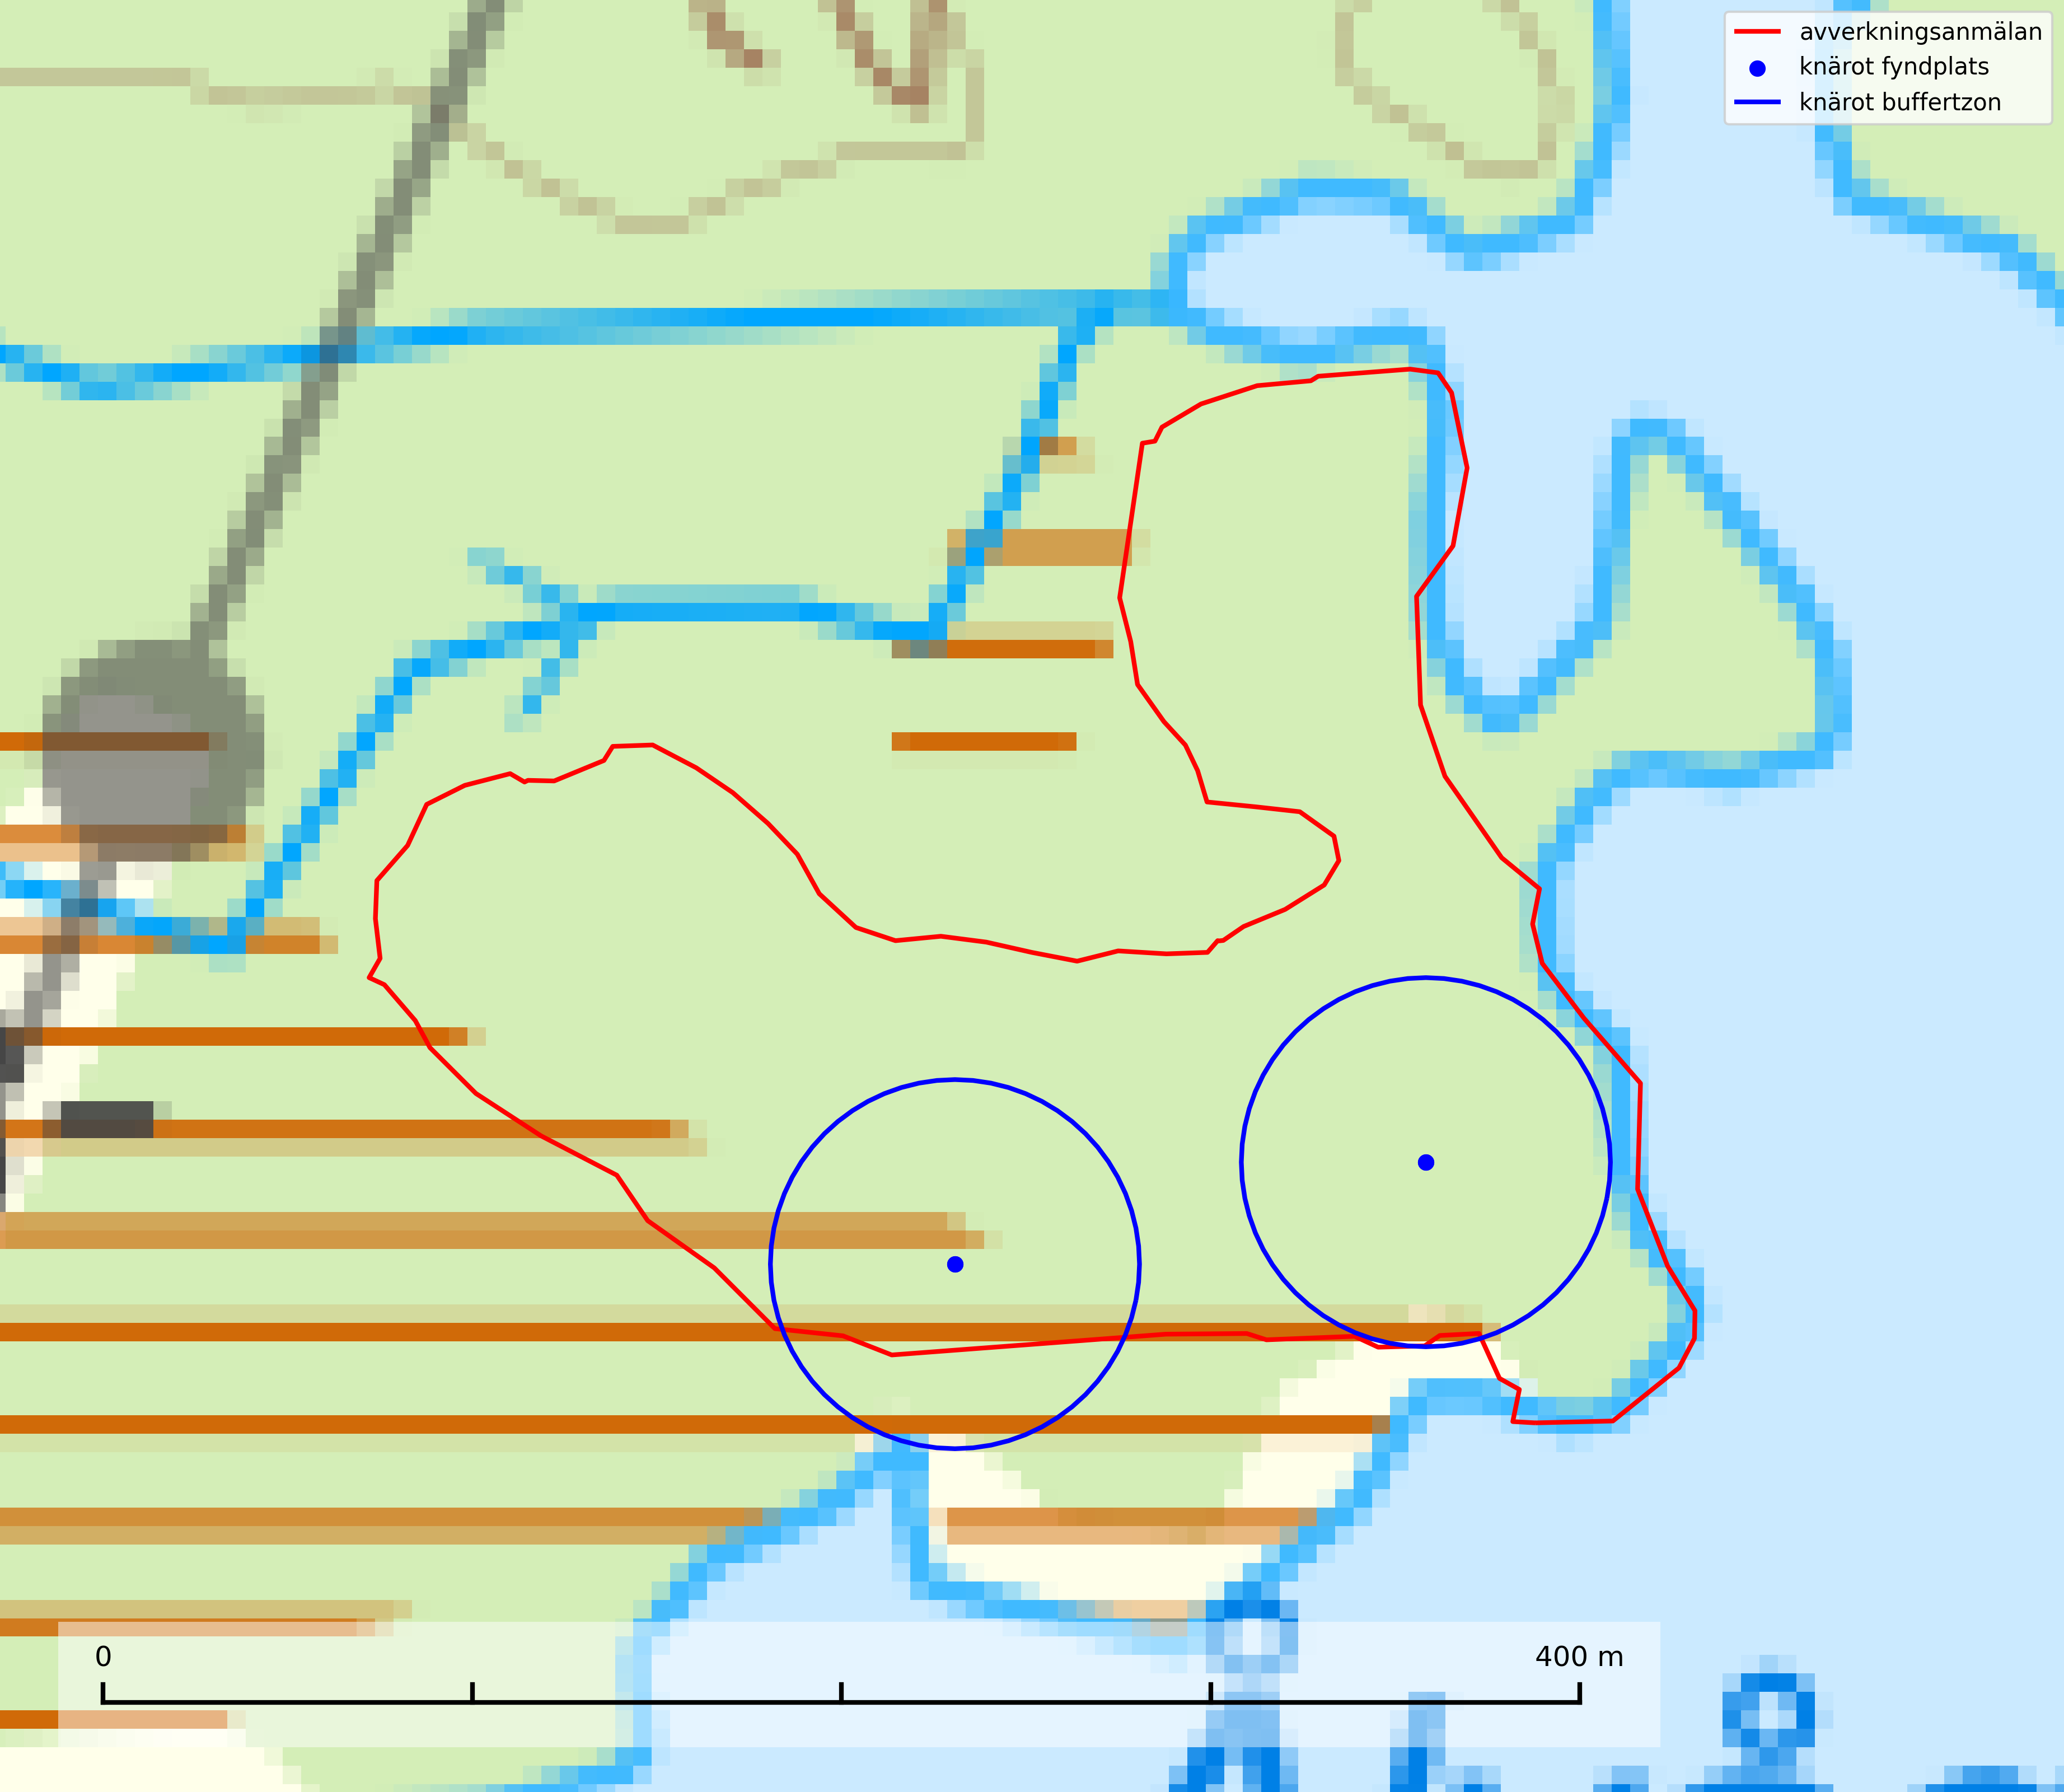 avverkningsanmälan
knärot fyndplats
knärot buffertzon
0
400 m